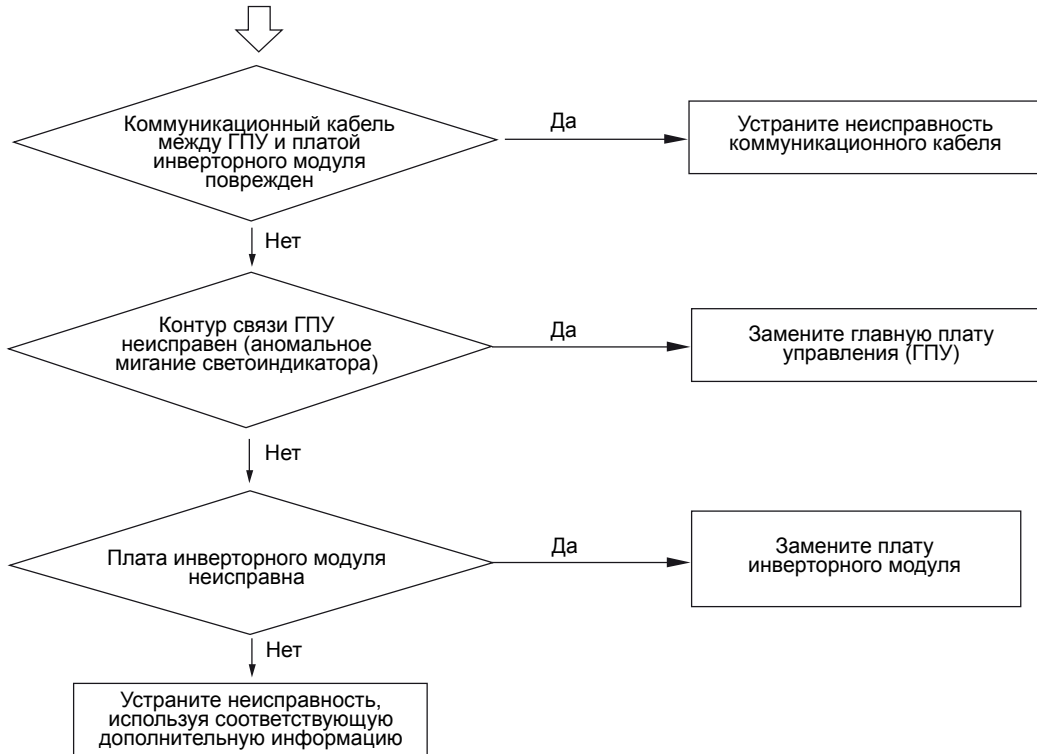 Коммуникационный кабель
между ГПУ и платой
инверторного модуля
поврежден
Да
Устраните неисправность
коммуникационного кабеля
Нет
Контур связи ГПУ
неисправен (аномальное
мигание светоиндикатора)
Да
Замените главную плату
управления (ГПУ)
Нет
Плата инверторного модуля
неисправна
Да
Замените плату
инверторного модуля
Нет
Устраните неисправность,
используя соответствующую
дополнительную информацию